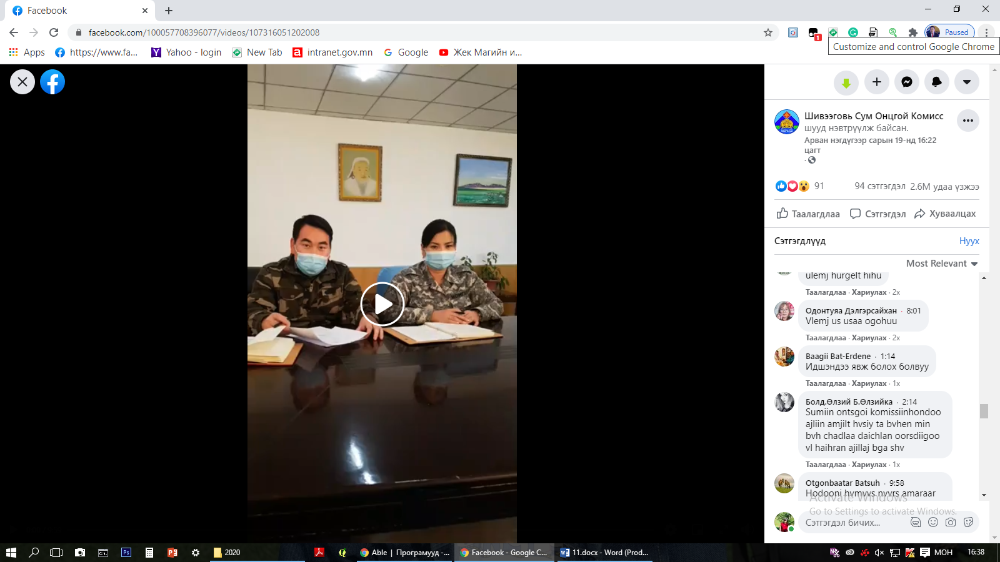 Facebook
facebook.com/100057708396077/videos/107316051202008
1
Paused
Customize and control Google Chrome
Apps
https://www.fa...
Yahoo - login
New Tab
intranet.gov.mn
Google
Жек Магийн и...
Шивээговь Сум Онцгой Комисс
шууд нэвтрүүлж байсан.
Арван нэгдүгээр сарын 19-нд 16:22
цагт
91
94 сэтгэгдэл
2.6M удаа үзжээ
Таалагдлаа
Сэтгэгдэл
Хуваалцах
Сэтгэгдлүүд
Нуух
Most Relevant
ulemj hurgelt hihu
Таалагдлаа · Хариулах · 2x
Одонтуяа Дэлгэрсайхан · 8:01
Vlemj us usaa ogohuu
Таалагдлаа · Хариулах · 2x
Baagii Bat-Erdene · 1:14
Идшэндээ явж болох болвуу
Таалагдлаа · Хариулах · 1x
Болд.Өлзий Б.Өлзийка · 2:14
Sumiin ontsgoi komissiinhondoo
ajliin amjilt hvsiy ta bvhen min
bvh chadlaa daichlan oorsdiigoo
vl haihran ajillaj bga shv
Таалагдлаа · Хариулах · 1x
Otgonbaatar Batsuh · 9:58
Hodooni hvmvvs nvvrs amaraar
Activate Windows
Go to Settings to activate Windows.
Сэтгэгдэл бичих...
2020
Able | Програмууд -...
Facebook - Google C...
11.docx - Word (Prod...
МОН
16:38